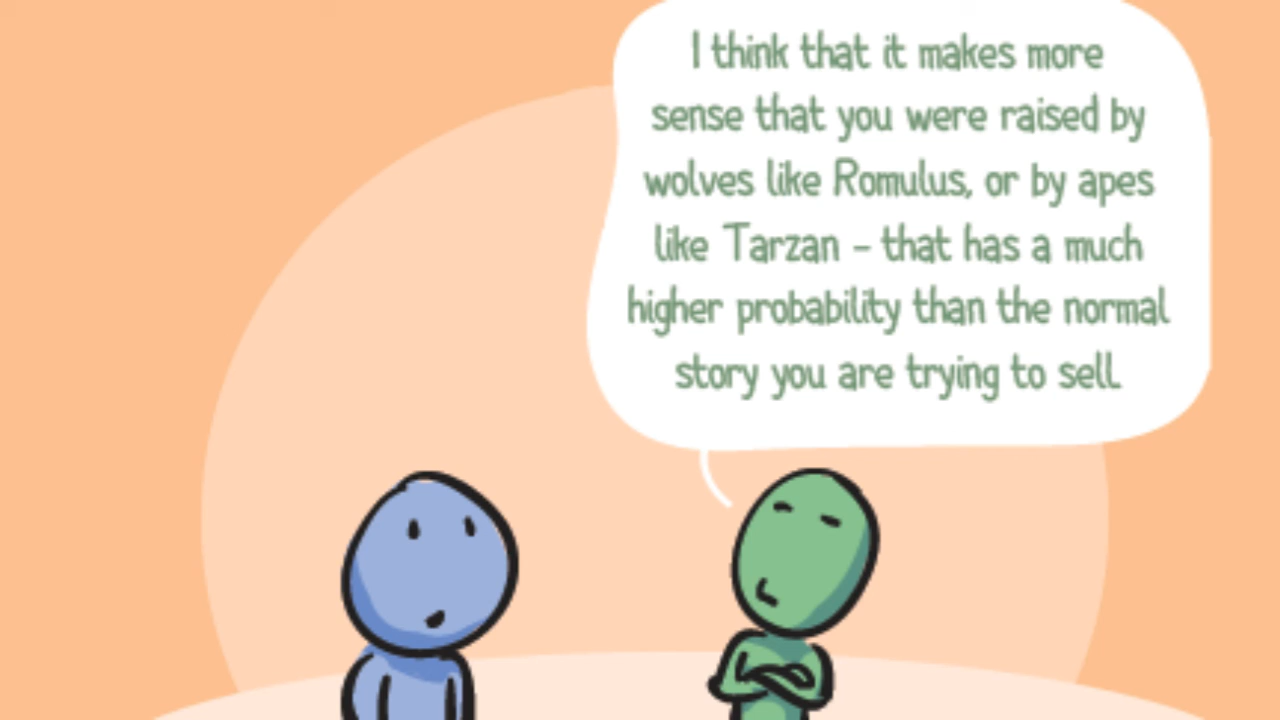 I think that it makes more
sense that you were raised by
wolves like Romulus, or by apes
like Tarzan - that has a much
higher probability than the normal
story you are trying to sell.